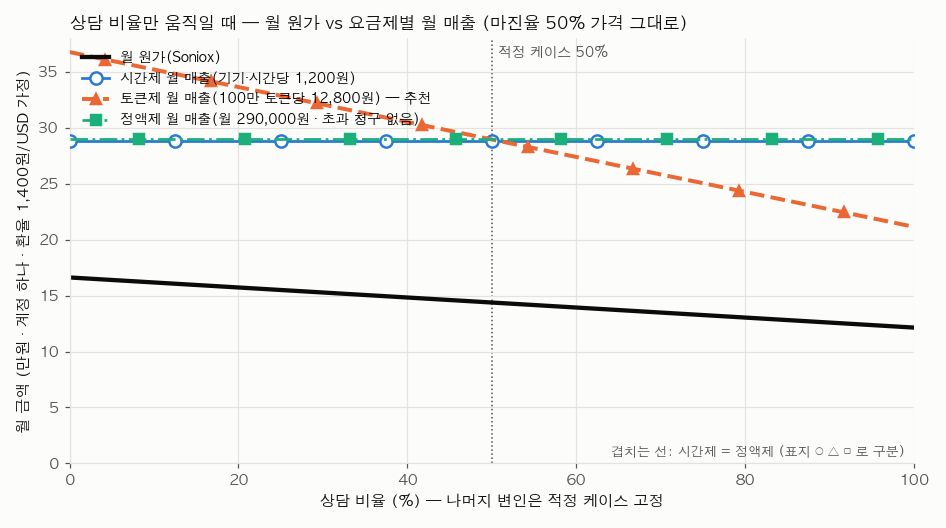 상담 비율만 움직일 때 — 월 원가 vs 요금제별 월 매출 (마진율 50% 가격 그대로)
적정 케이스 50%
월 원가(Soniox)
시간제 월 매출(기기·시간당 1,200원)
토큰제 월 매출(100만 토큰당 12,800원) — 추천
정액제 월 매출(월 290,000원 · 초과 청구 없음)
월 금액 (만원 · 계정 하나 · 환율 1,400원/USD 가정)
35
30
25
20
15
10
5
0
겹치는 선: 시간제 = 정액제 (표지 ○ △ □ 로 구분)
0 20 40 60 80 100
상담 비율 (%) — 나머지 변인은 적정 케이스 고정